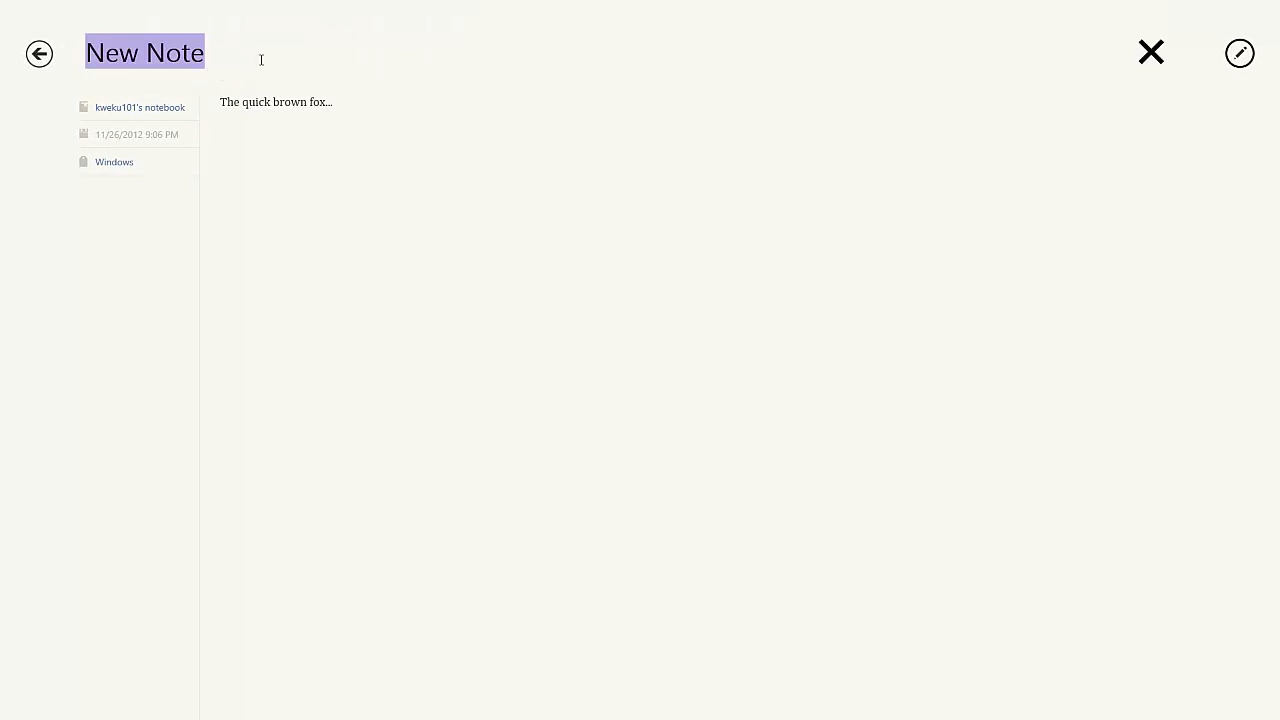 New Note
kweku101's notebook
11/26/2012 9:06 PM
Windows
The quick brown fox...